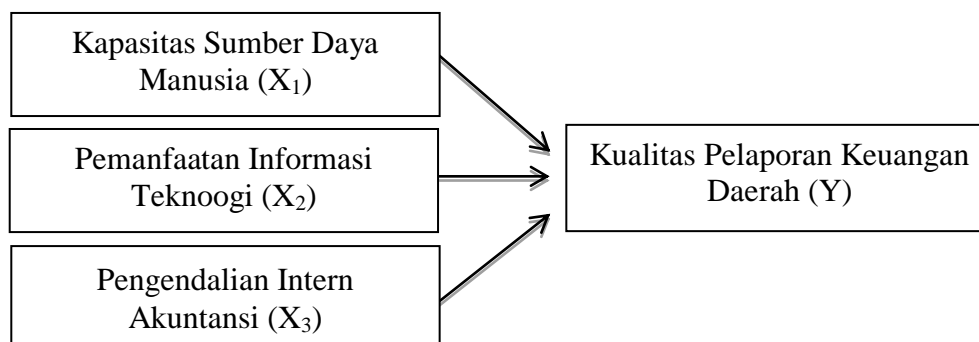 Kapasitas Sumber Daya
Manusia (X₁)
Pemanfaatan Informasi
Teknoogi (X₂)
Pengendalian Intern
Akuntansi (X₃)
Kualitas Pelaporan Keuangan
Daerah (Y)